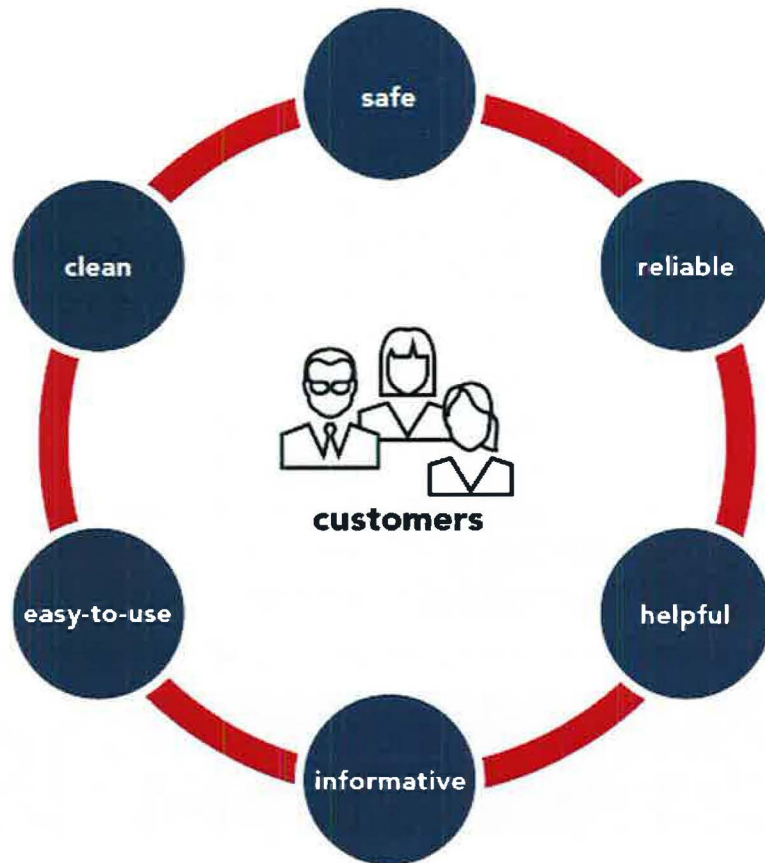 safe
clean
reliable
customers
easy-to-use
helpful
informative